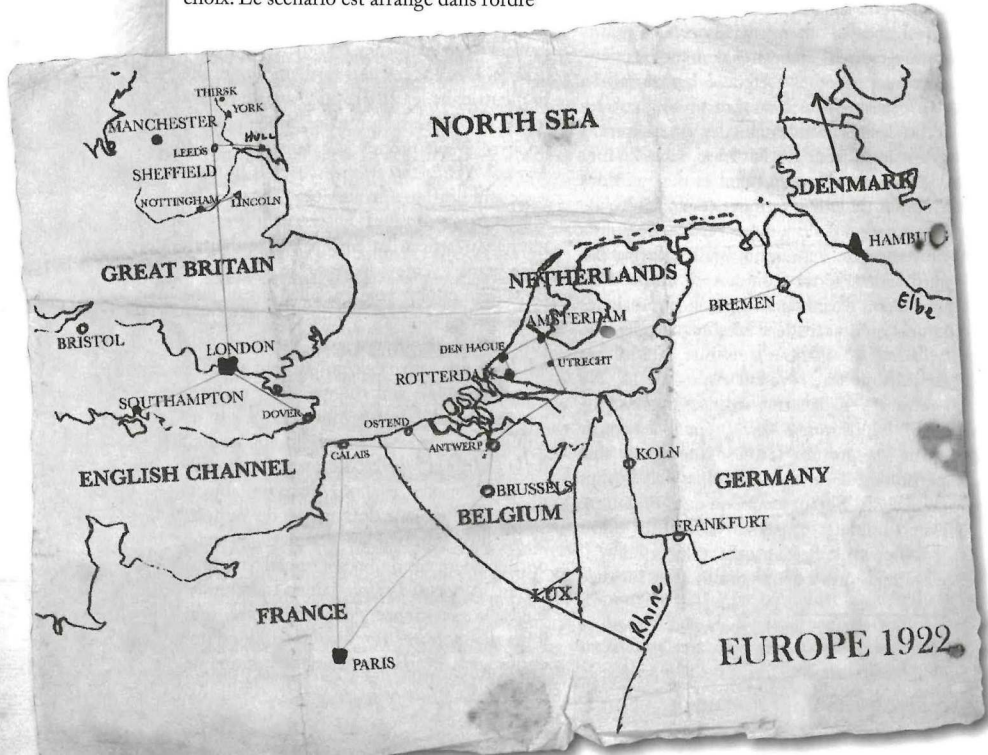 choix. Le scénario est arrangé dans l'ordre
THIRSK
YORK
MANCHESTER
HULL
LEEDS
SHEFFIELD
NOTTINGHAM
LINCOLN
NORTH SEA
DENMARK
HAMBURG
GREAT BRITAIN
NETHERLANDS
BREMEN
Elbe
BRISTOL
LONDON
AMSTERDAM
DEN HAGUE
UTRECHT
ROTTERDAM
SOUTHAMPTON
DOVER
OSTEND
CALAIS
ANTWERP
KOLN
ENGLISH CHANNEL
BRUSSELS
GERMANY
BELGIUM
FRANKFURT
LUX.
Rhine
FRANCE
PARIS
EUROPE 1922